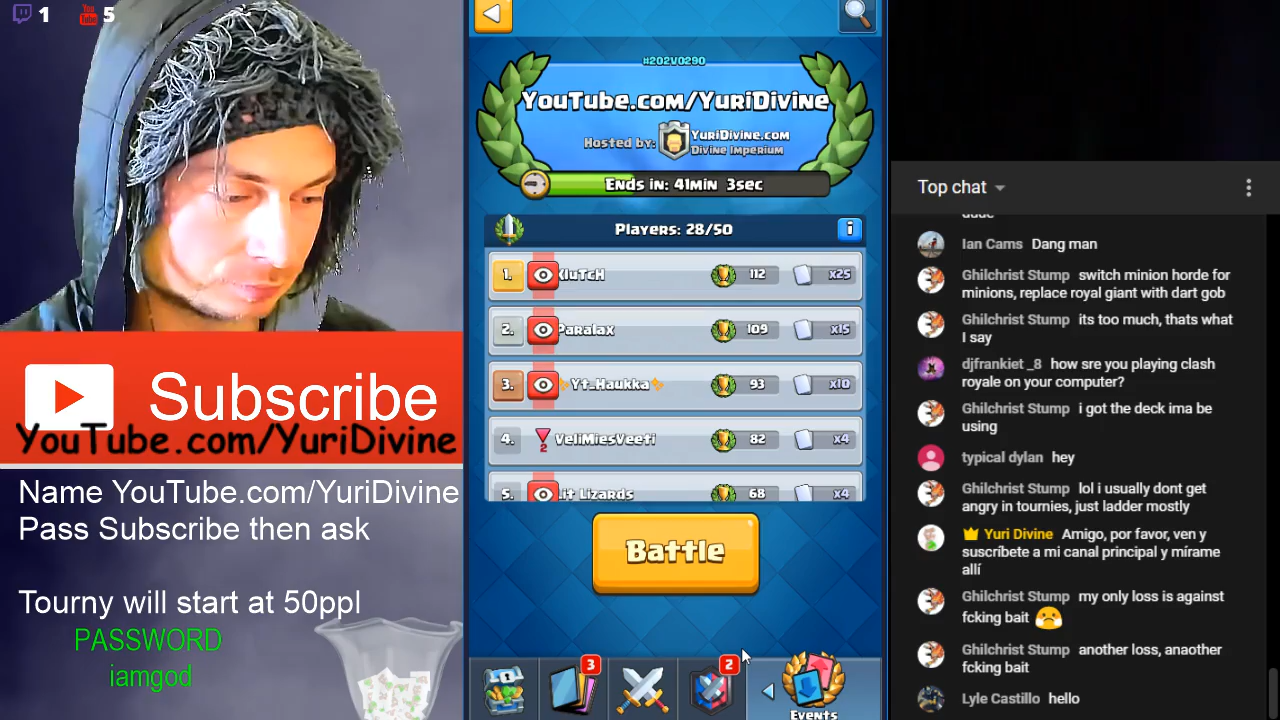 1
5
Subscribe
YouTube.com/YuriDivine
Name YouTube.com/YuriDivine
Pass Subscribe then ask
Tourny will start at 50ppl
PASSWORD
iamgod
#202V0290
YouTube.com/YuriDivine
Hosted by: YuriDivine.com
Divine Imperium
Ends in: 41min 3sec
Players: 28/50
i
1. KluTcH 112 x25
2. Paralax 109 x15
3. Yt_Haukka 93 x10
4. 2 VeliMiesVeeti 82 x4
5. Lit Lizards 68 x4
Battle
1
3
2
Events
Top chat
dude
Ian Cams Dang man
Ghilchrist Stump switch minion horde for
minions, replace royal giant with dart gob
Ghilchrist Stump its too much, thats what
I say
djfrankiet _8 how sre you playing clash
royale on your computer?
Ghilchrist Stump i got the deck ima be
using
typical dylan hey
Ghilchrist Stump lol i usually dont get
angry in tournies, just ladder mostly
Yuri Divine Amigo, por favor, ven y
suscríbete a mi canal principal y mírame
allí
Ghilchrist Stump my only loss is against
fcking bait
Ghilchrist Stump another loss, anaother
fcking bait
Lyle Castillo hello